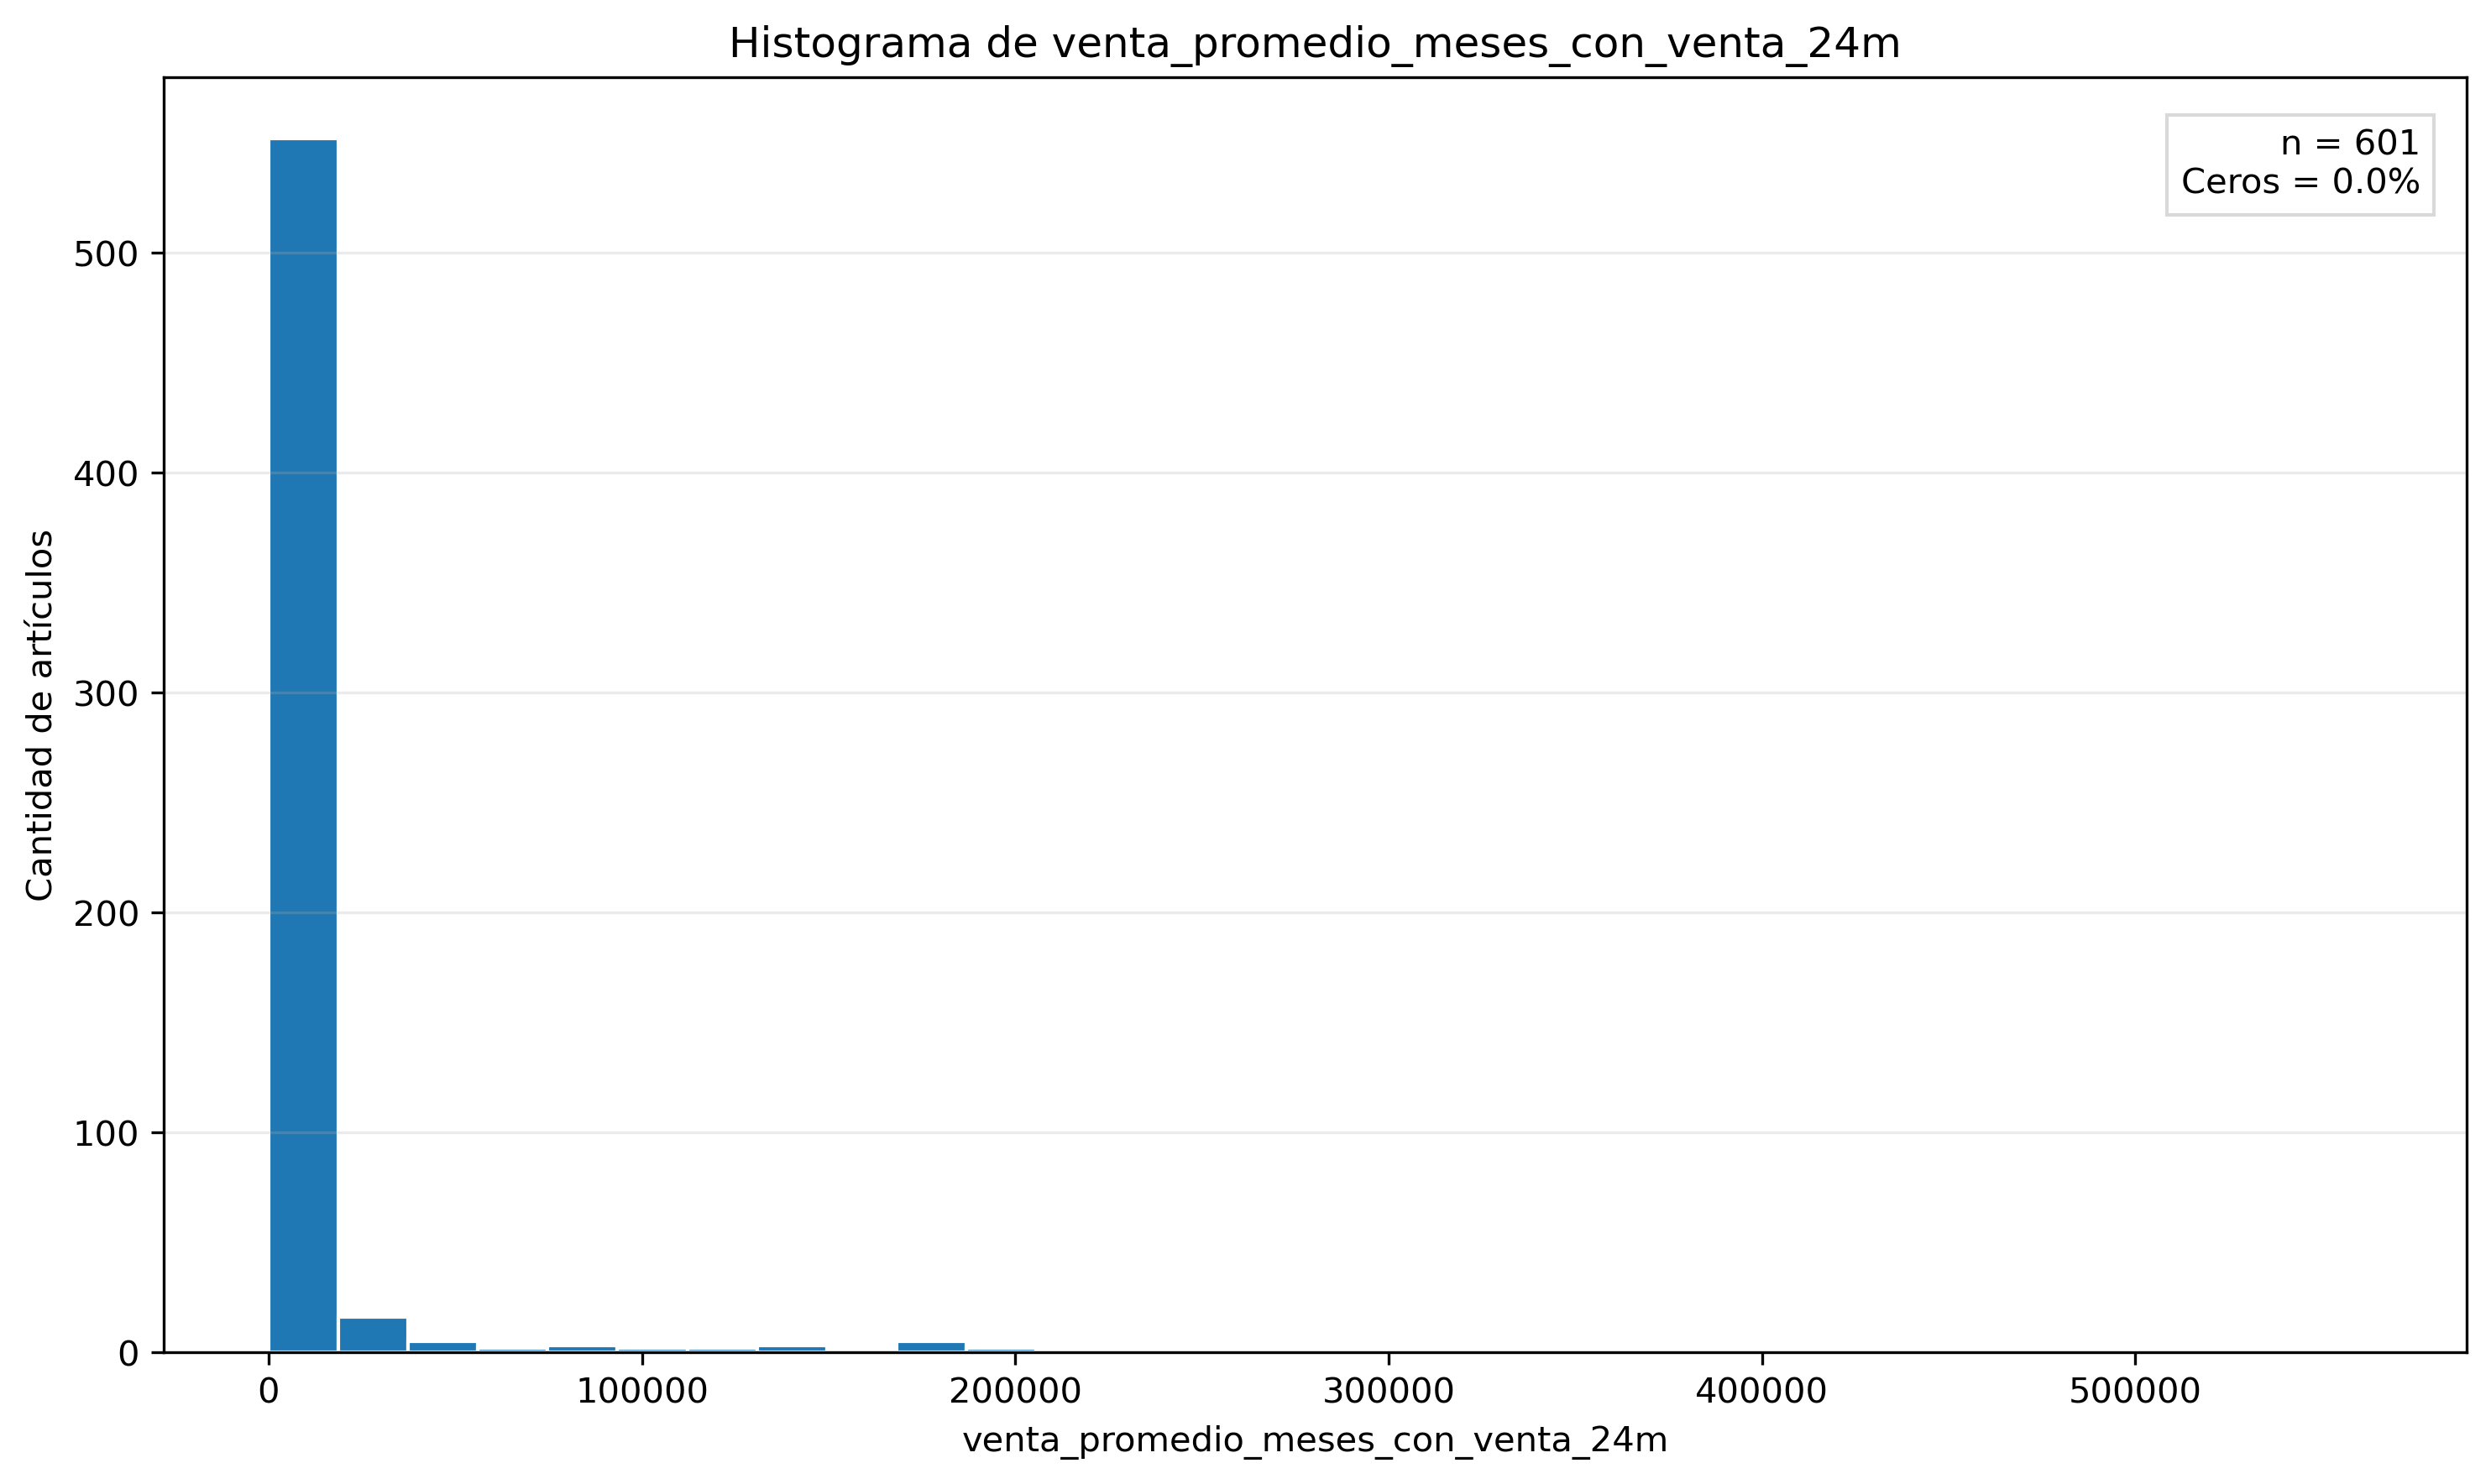 Histograma de venta_promedio_meses_con_venta_24m
n = 601
Ceros = 0.0%
Cantidad de artículos
500
400
300
200
100
0
0 100000 200000 300000 400000 500000
venta_promedio_meses_con_venta_24m